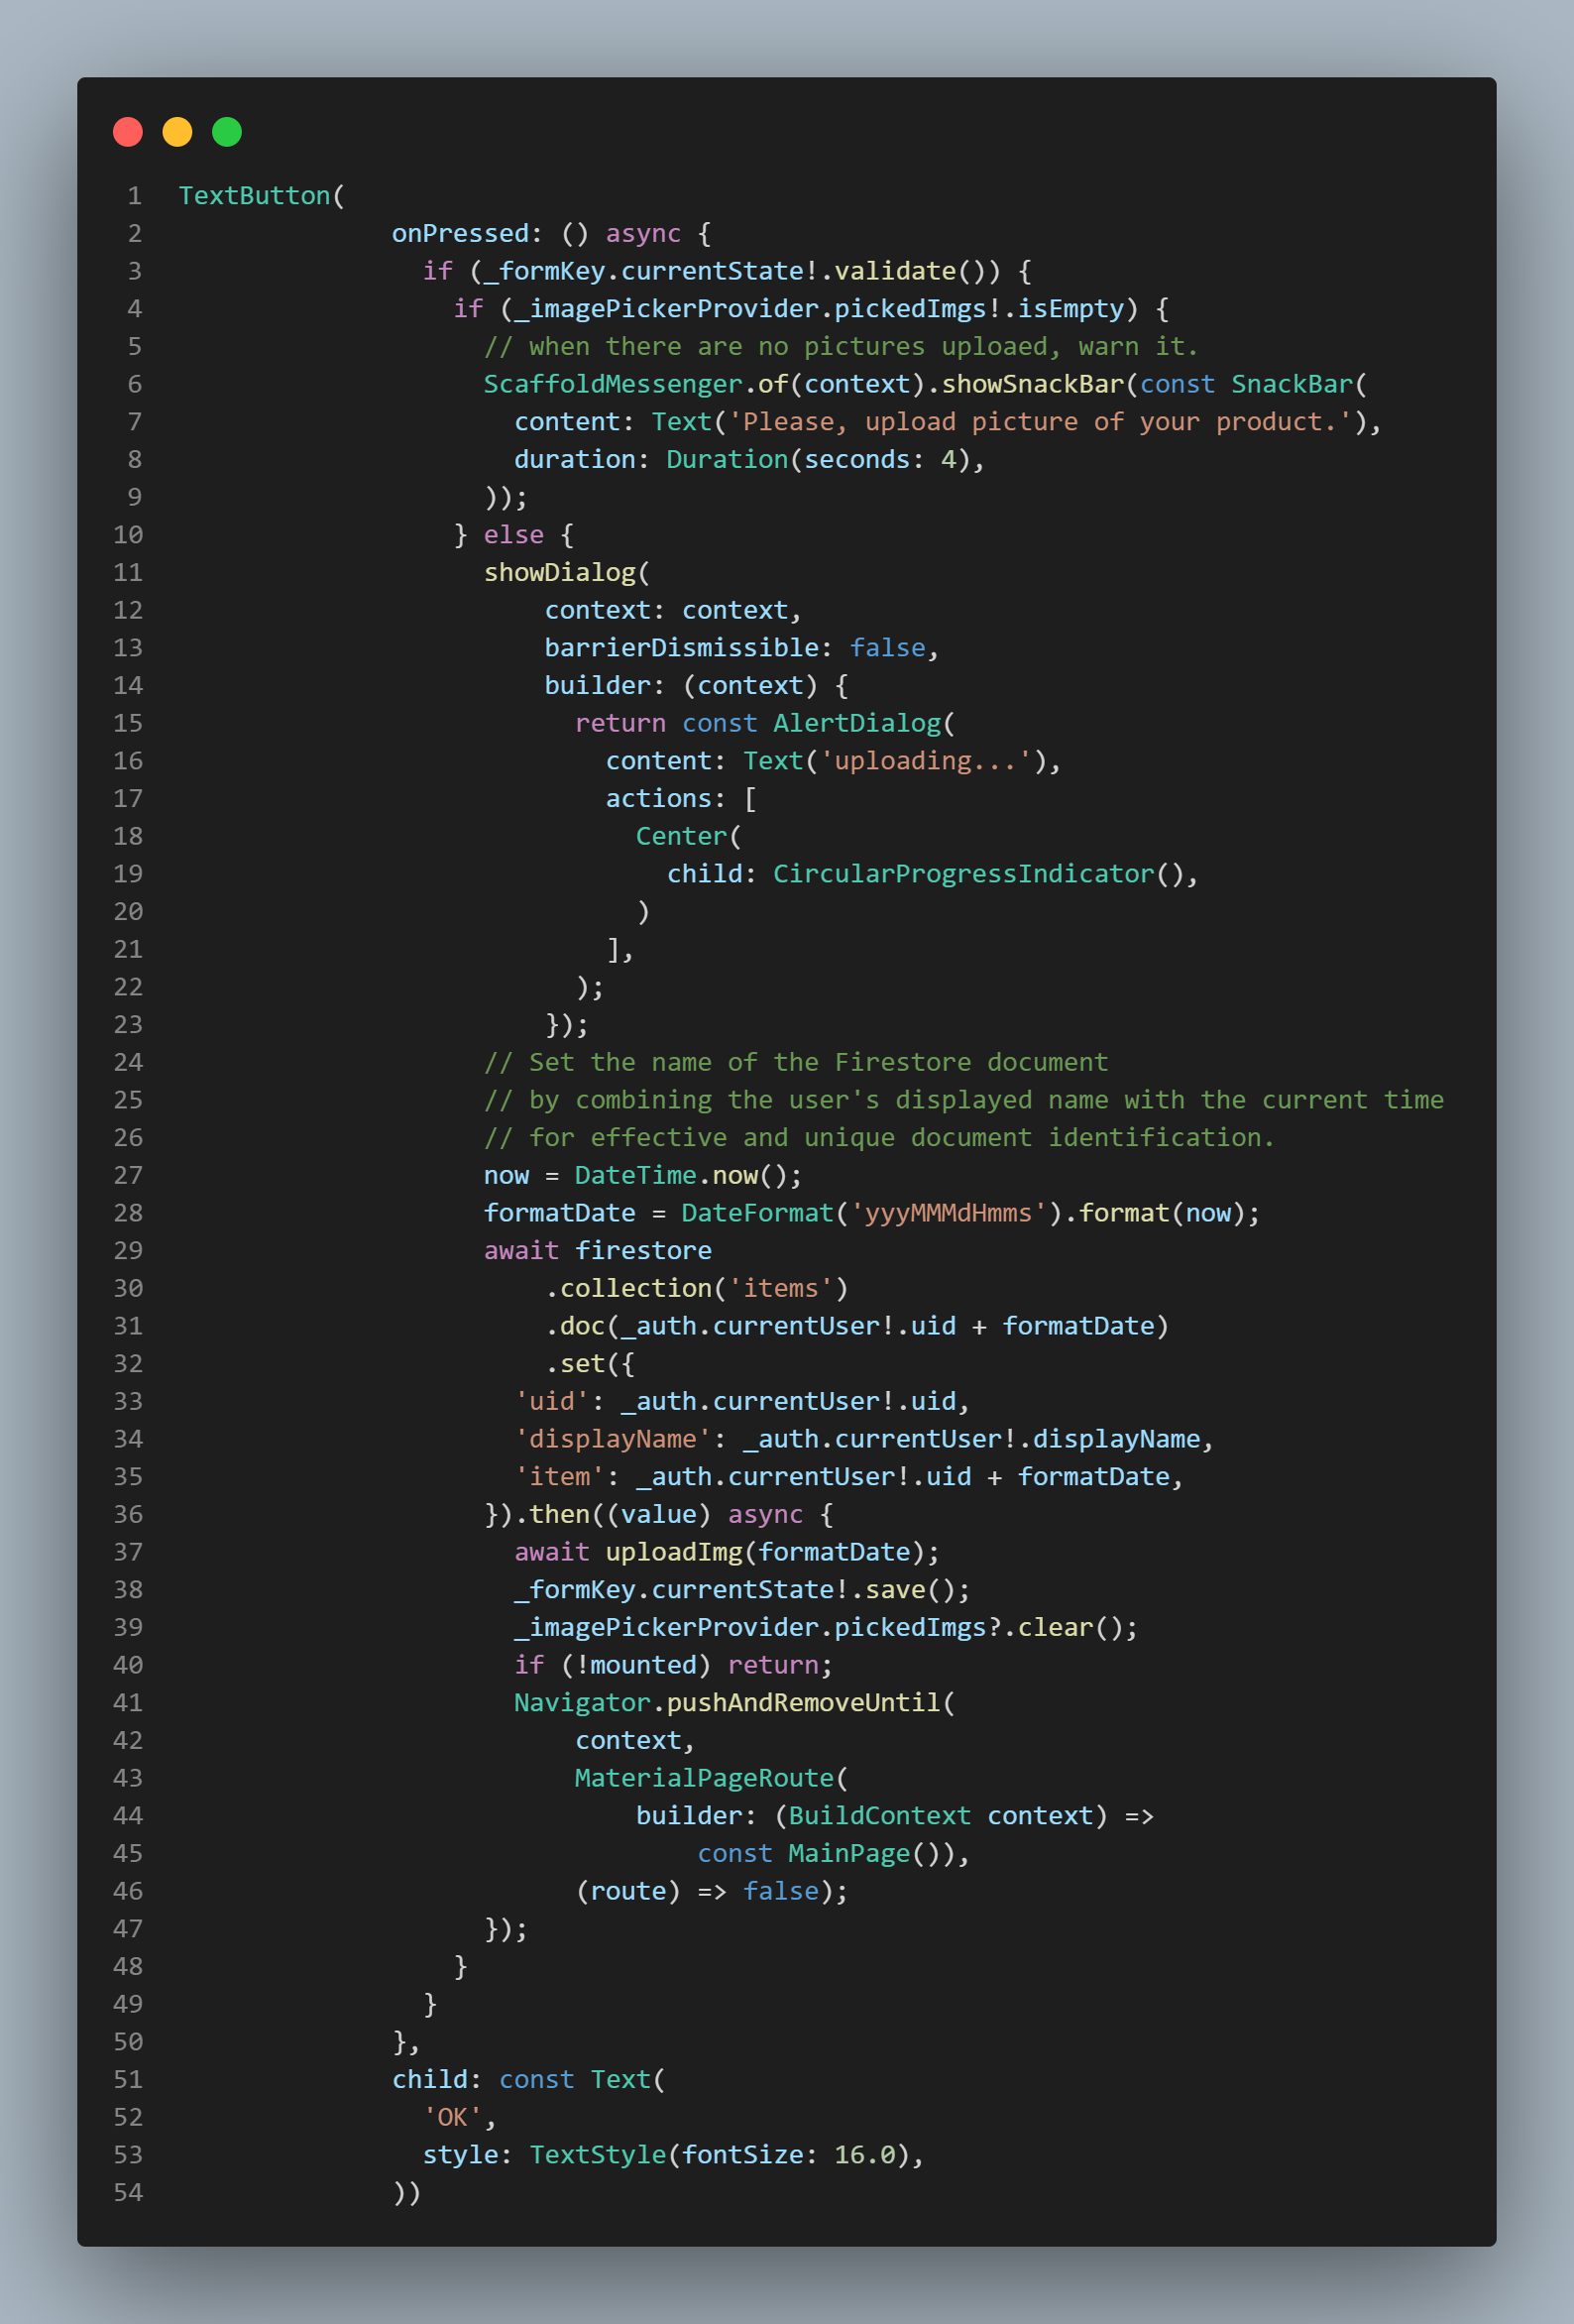 1 TextButton(
2 onPressed: () async {
3 if (_formKey.currentState!.validate()) {
4 if (_imagePickerProvider.pickedImgs!.isEmpty) {
5 // when there are no pictures uploaed, warn it.
6 ScaffoldMessenger.of(context).showSnackBar(const SnackBar(
7 content: Text('Please, upload picture of your product.'),
8 duration: Duration(seconds: 4),
9 ));
10 } else {
11 showDialog(
12 context: context,
13 barrierDismissible: false,
14 builder: (context) {
15 return const AlertDialog(
16 content: Text('uploading...'),
17 actions: [
18 Center(
19 child: CircularProgressIndicator(),
20 )
21 ],
22 );
23 });
24 // Set the name of the Firestore document
25 // by combining the user's displayed name with the current time
26 // for effective and unique document identification.
27 now = DateTime.now();
28 formatDate = DateFormat('yyyMMMdHmms').format(now);
29 await firestore
30 .collection('items')
31 .doc(_auth.currentUser!.uid + formatDate)
32 .set({
33 'uid': _auth.currentUser!.uid,
34 'displayName': _auth.currentUser!.displayName,
35 'item': _auth.currentUser!.uid + formatDate,
36 }).then((value) async {
37 await uploadImg(formatDate);
38 _formKey.currentState!.save();
39 _imagePickerProvider.pickedImgs?.clear();
40 if (!mounted) return;
41 Navigator.pushAndRemoveUntil(
42 context,
43 MaterialPageRoute(
44 builder: (BuildContext context) =>
45 const MainPage()),
46 (route) => false);
47 });
48 }
49 }
50 },
51 child: const Text(
52 'OK',
53 style: TextStyle(fontSize: 16.0),
54 ))